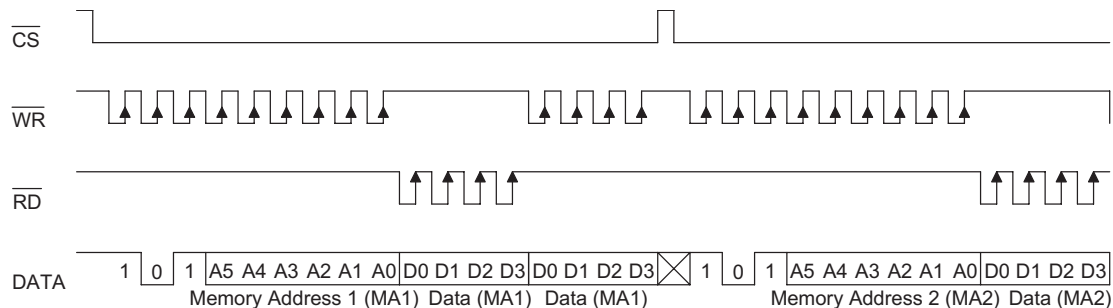 CS
WR
RD
DATA 1 0 1 A5 A4 A3 A2 A1 A0 D0 D1 D2 D3 D0 D1 D2 D3 1 0 1 A5 A4 A3 A2 A1 A0 D0 D1 D2 D3
Memory Address 1 (MA1) Data (MA1) Data (MA1) Memory Address 2 (MA2) Data (MA2)